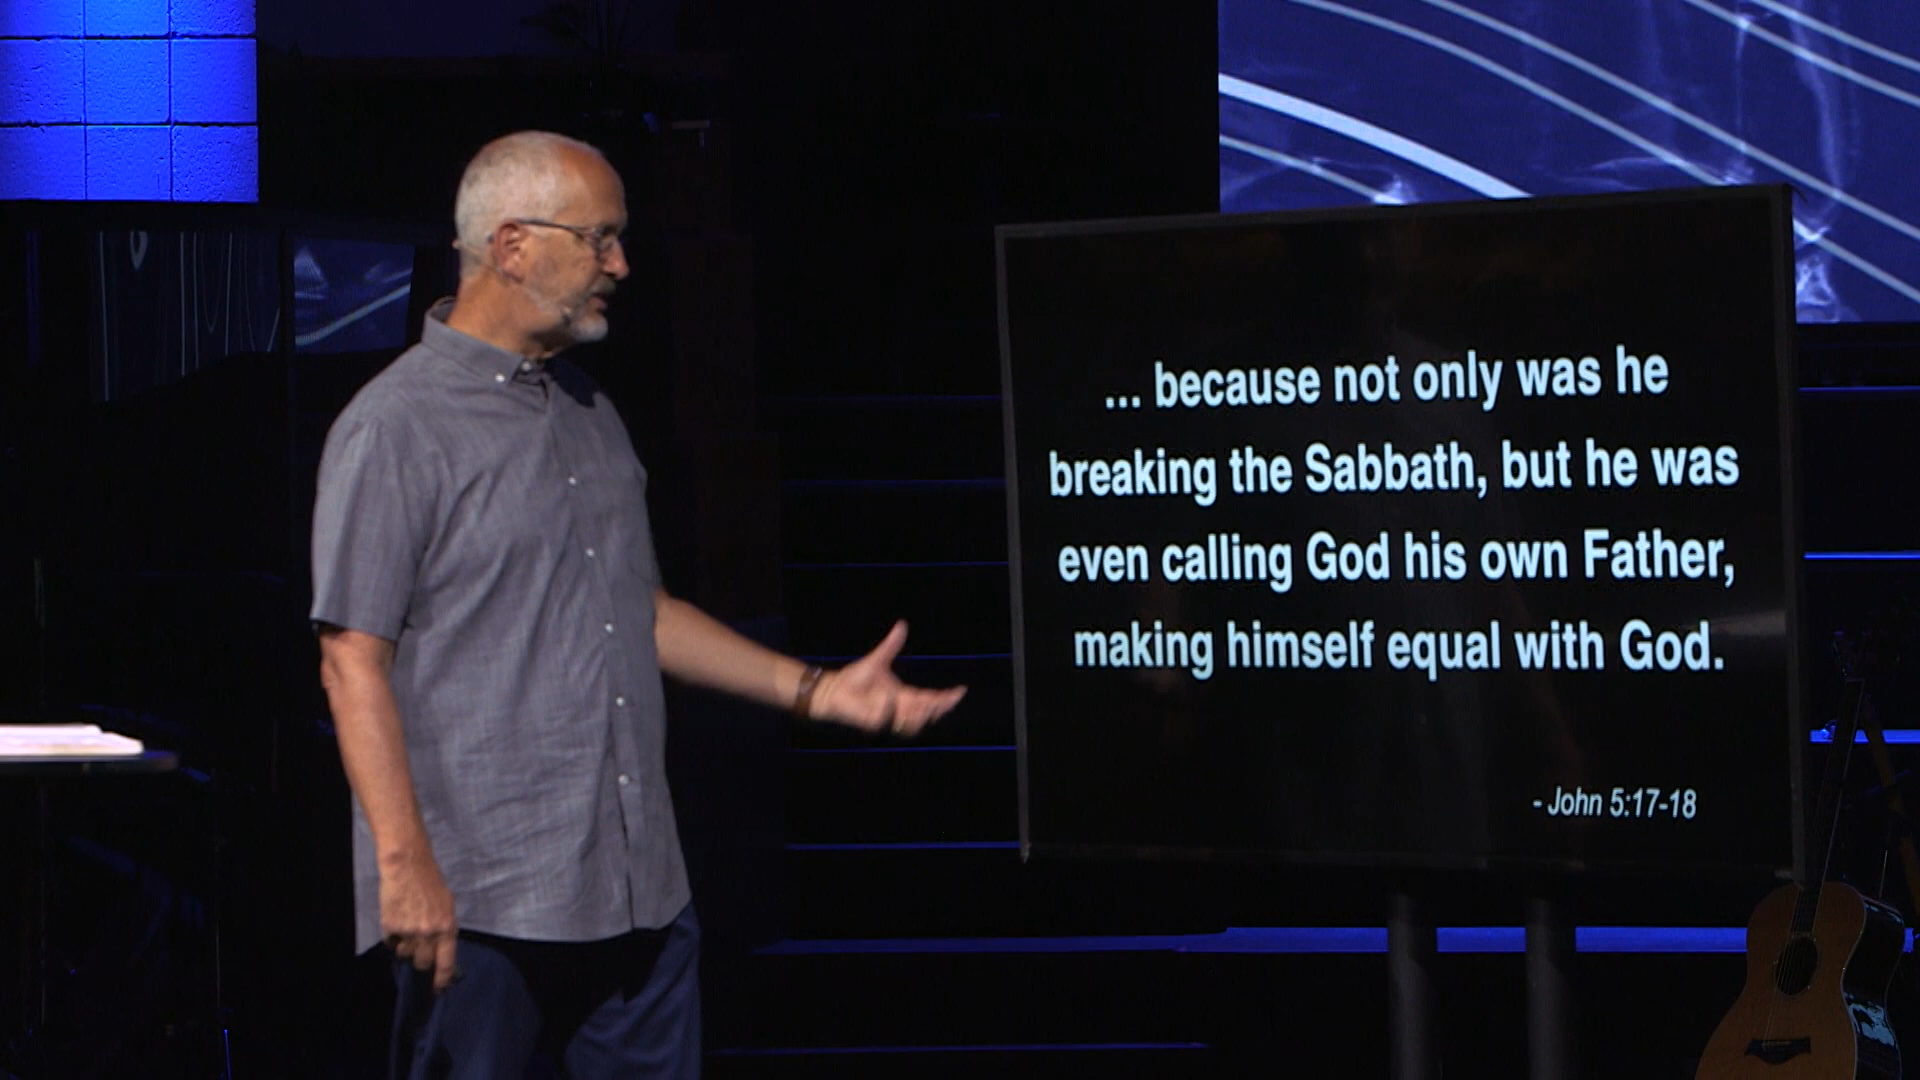 ... because not only was he
breaking the Sabbath, but he was
even calling God his own Father,
making himself equal with God.
- John 5:17-18